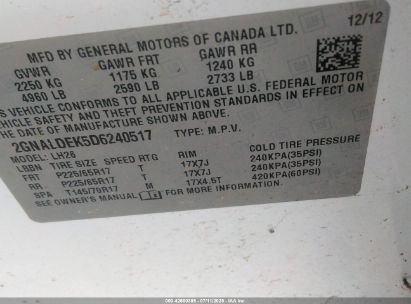 12/12
MFD BY GENERAL MOTORS OF CANADA LTD.
GVWR GAWR FRT GAWR RR
2250 KG 1175 KG 1240 KG
4960 LB 2590 LB 2733 LB
THIS VEHICLE CONFORMS TO ALL APPLICABLE U.S. FEDERAL MOTOR
VEHICLE SAFETY AND THEFT PREVENTION STANDARDS IN EFFECT ON
THE DATE OF MANUFACTURE SHOWN ABOVE.
2GNALDEK5D6240517 TYPE: M.P.V.
MODEL: LH26
LBBN TIRE SIZE SPEED RTG RIM COLD TIRE PRESSURE
FRT P225/65R17 T 17X7J 240KPA(35PSI)
RR P225/65R17 T 17X7J 240KPA(35PSI)
SPA T145/70R17 M 17X4.5T 420KPA(60PSI)
SEE OWNER'S MANUAL FOR MORE INFORMATION.